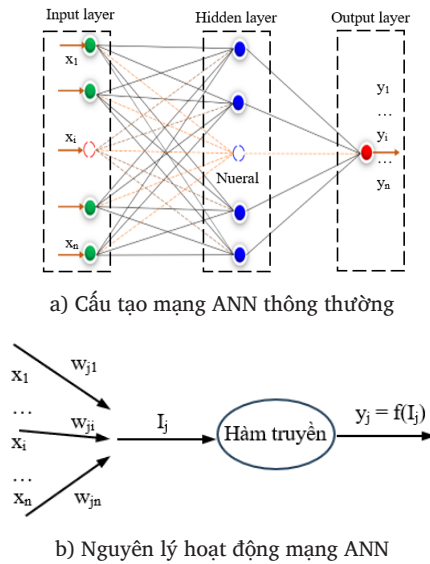 Input layer
Hidden layer
Output layer
x1
xi
xn
Nueral
y1
...
yi
...
yn
a) Cấu tạo mạng ANN thông thường
x1
wj1
...
xi
wji
...
xn
wjn
Ij
Hàm truyền
yj = f(Ij)
b) Nguyên lý hoạt động mạng ANN